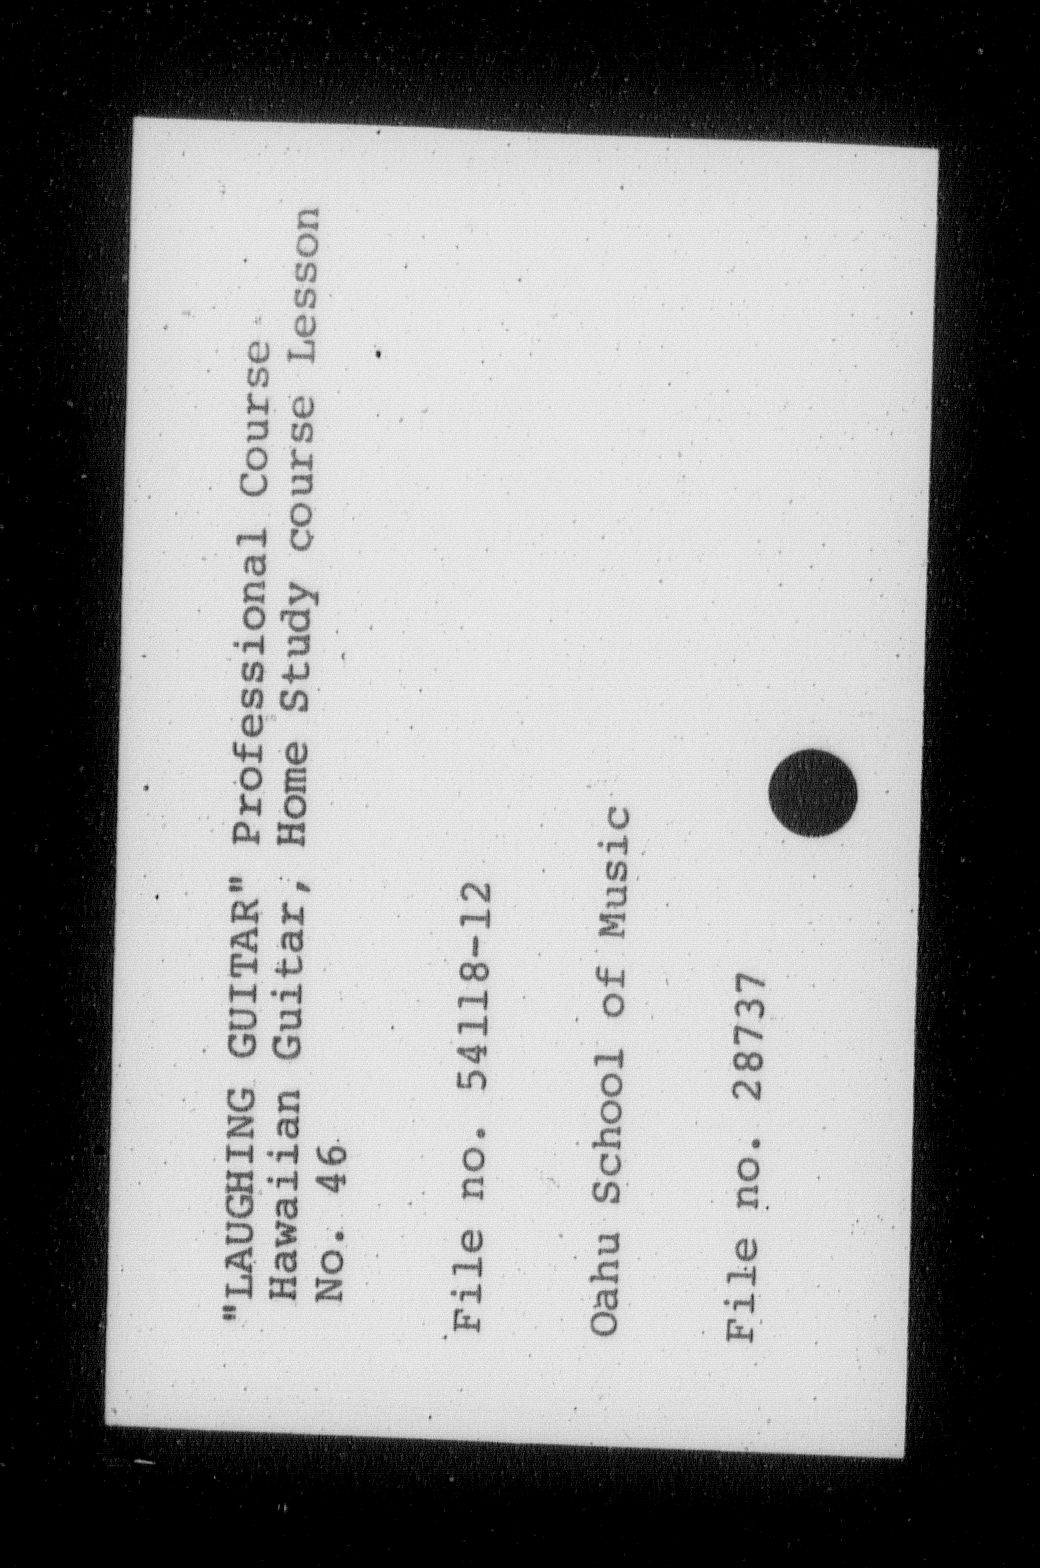 "LAUGHING GUITAR" Professional Course
Hawaiian Guitar, Home Study course Lesson
No. 46
File no. 54118-12
Oahu School of Music
File no. 28737